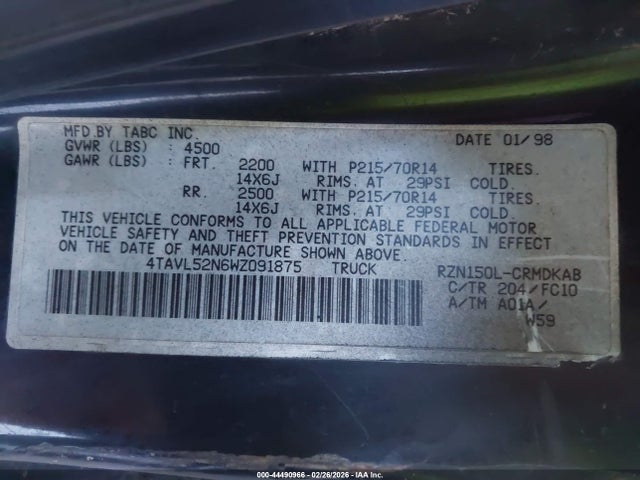 MFD.BY TABC INC. DATE 01/98
GVWR (LBS) : 4500
GAWR (LBS) : FRT. 2200 WITH P215/70R14 TIRES.
14X6J RIMS. AT 29PSI COLD.
RR. 2500 WITH P215/70R14 TIRES.
14X6J RIMS. AT 29PSI COLD.
THIS VEHICLE CONFORMS TO ALL APPLICABLE FEDERAL MOTOR
VEHICLE SAFETY AND THEFT PREVENTION STANDARDS IN EFFECT
ON THE DATE OF MANUFACTURE SHOWN ABOVE.
4TAVL52N6WZ091875 TRUCK RZN150L-CRMDKAB
C/TR 204/FC10
A/TM A01A/
W59
000-44490966 - 02/26/2026 - IAA Inc.